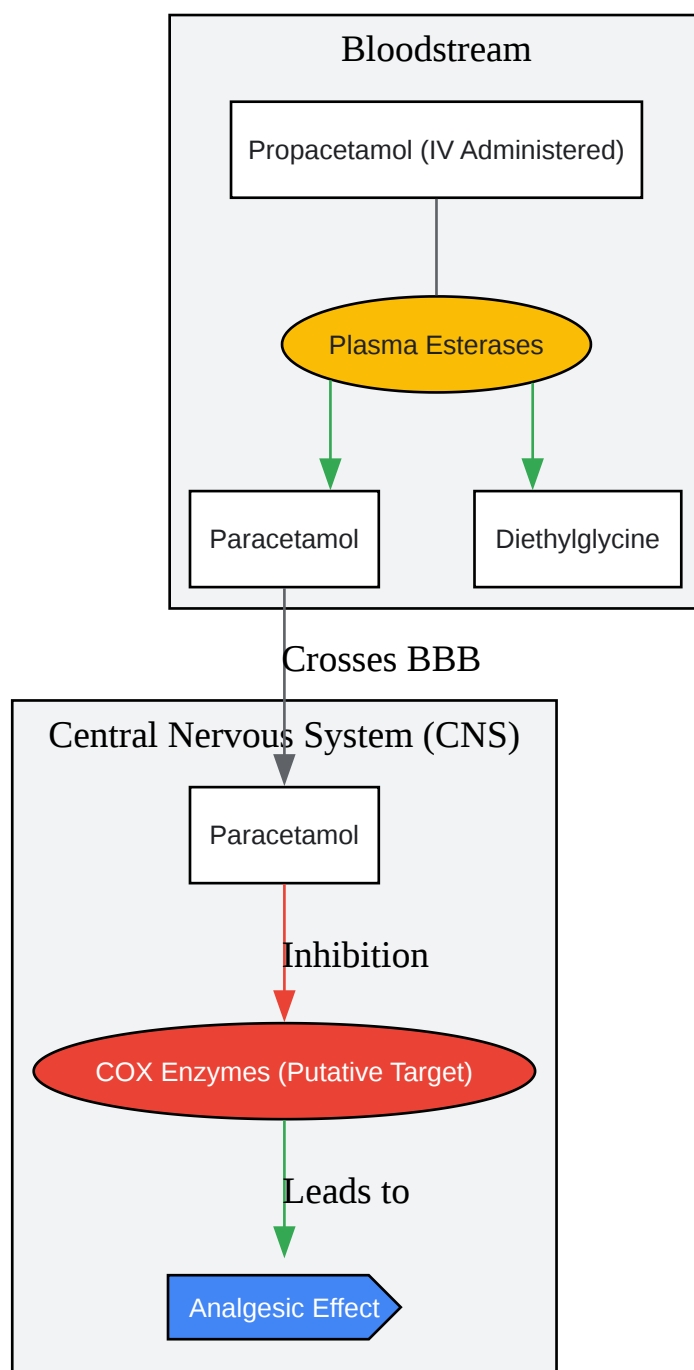 Bloodstream
Propacetamol (IV Administered)
Plasma Esterases
Paracetamol
Diethylglycine
Crosses BBB
Central Nervous System (CNS)
Paracetamol
Inhibition
COX Enzymes (Putative Target)
Leads to
Analgesic Effect